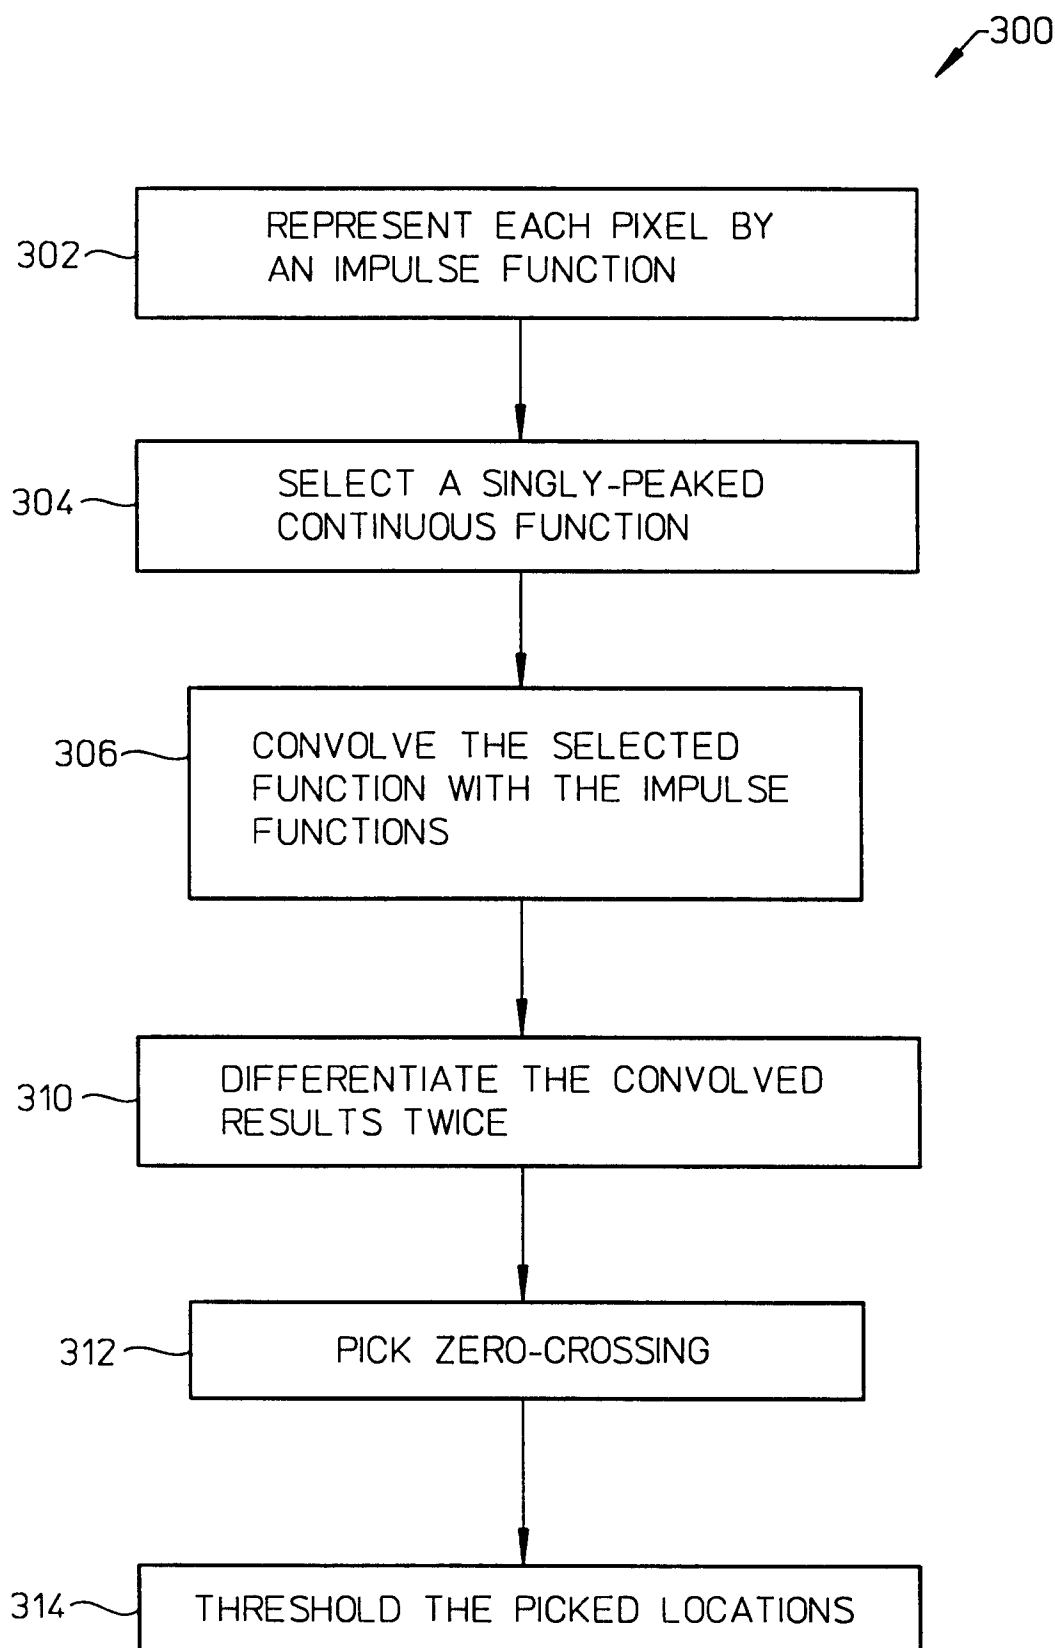 300
302
REPRESENT EACH PIXEL BY
AN IMPULSE FUNCTION
304
SELECT A SINGLY-PEAKED
CONTINUOUS FUNCTION
306
CONVOLVE THE SELECTED
FUNCTION WITH THE IMPULSE
FUNCTIONS
310
DIFFERENTIATE THE CONVOLVED
RESULTS TWICE
312
PICK ZERO-CROSSING
314
THRESHOLD THE PICKED LOCATIONS